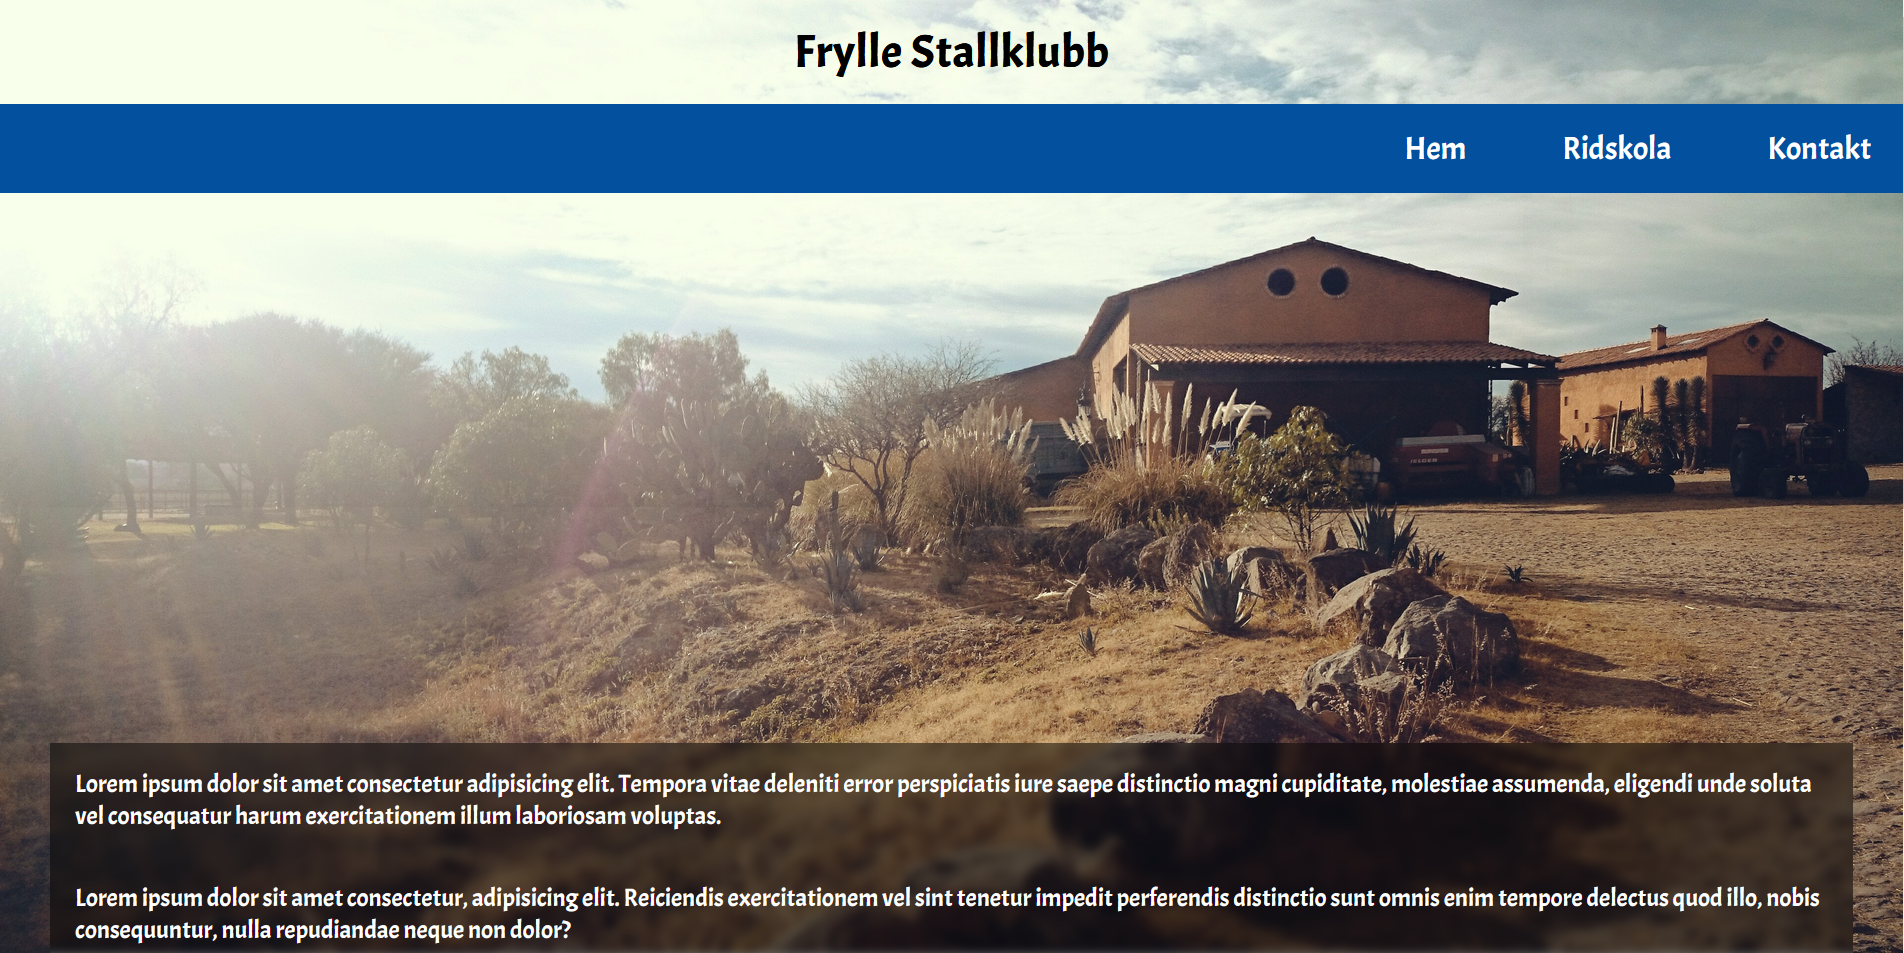 Frylle Stallklubb
Hem Ridskola Kontakt
Lorem ipsum dolor sit amet consectetur adipisicing elit. Tempora vitae deleniti error perspiciatis iure saepe distinctio magni cupiditate, molestiae assumenda, eligendi unde soluta
vel consequatur harum exercitationem illum laboriosam voluptas.
Lorem ipsum dolor sit amet consectetur, adipisicing elit. Reiciendis exercitationem vel sint tenetur impedit perferendis distinctio sunt omnis enim tempore delectus quod illo, nobis
consequuntur, nulla repudiandae neque non dolor?